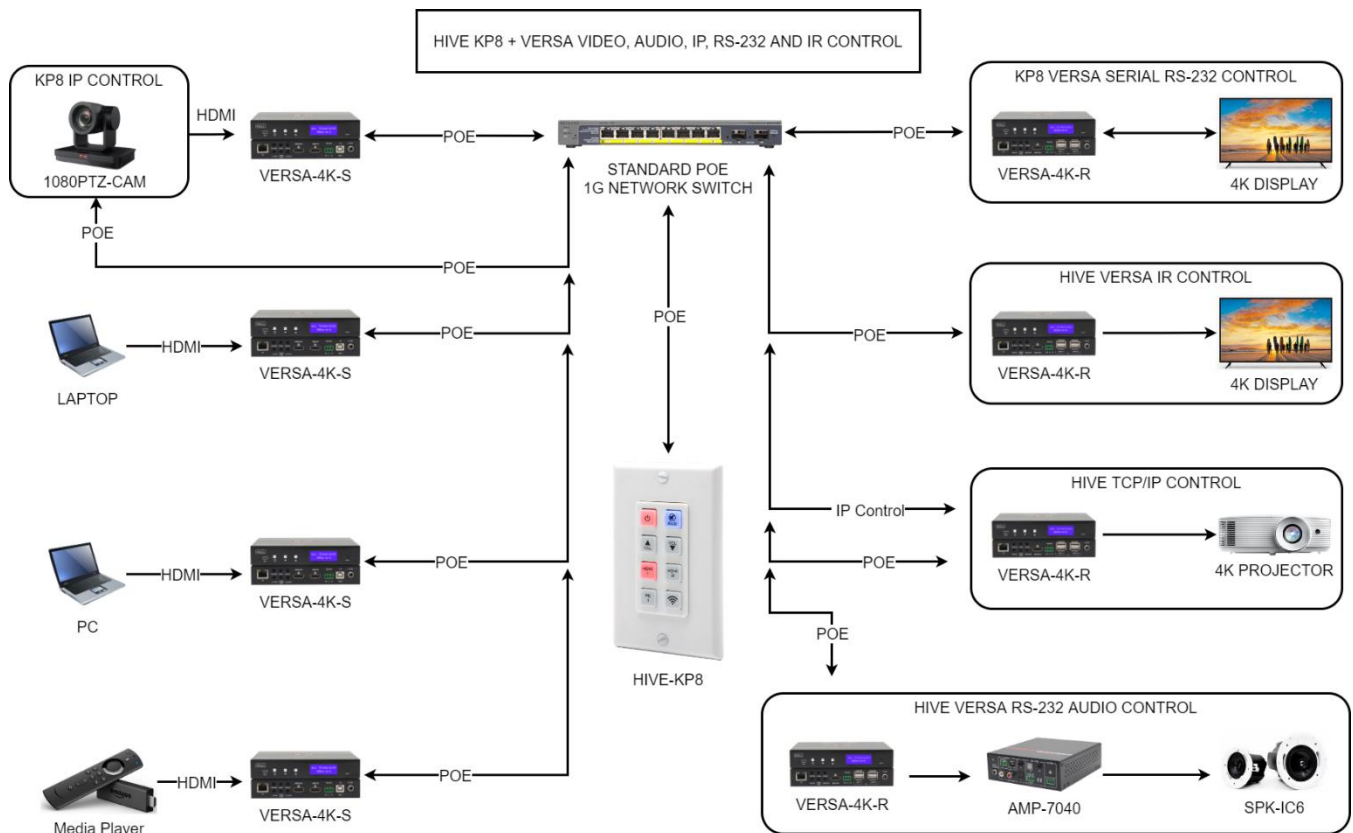 HIVE KP8 + VERSA VIDEO, AUDIO, IP, RS-232 AND IR CONTROL
KP8 IP CONTROL
1080PTZ-CAM
HDMI
VERSA-4K-S
POE
STANDARD POE
1G NETWORK SWITCH
POE
KP8 VERSA SERIAL RS-232 CONTROL
VERSA-4K-R
4K DISPLAY
POE
POE
LAPTOP
HDMI
VERSA-4K-S
POE
POE
POE
HIVE VERSA IR CONTROL
VERSA-4K-R
4K DISPLAY
PC
HDMI
VERSA-4K-S
POE
HIVE-KP8
IP Control
POE
HIVE TCP/IP CONTROL
VERSA-4K-R
4K PROJECTOR
POE
Media Player
HDMI
VERSA-4K-S
POE
HIVE VERSA RS-232 AUDIO CONTROL
VERSA-4K-R
AMP-7040
SPK-IC6